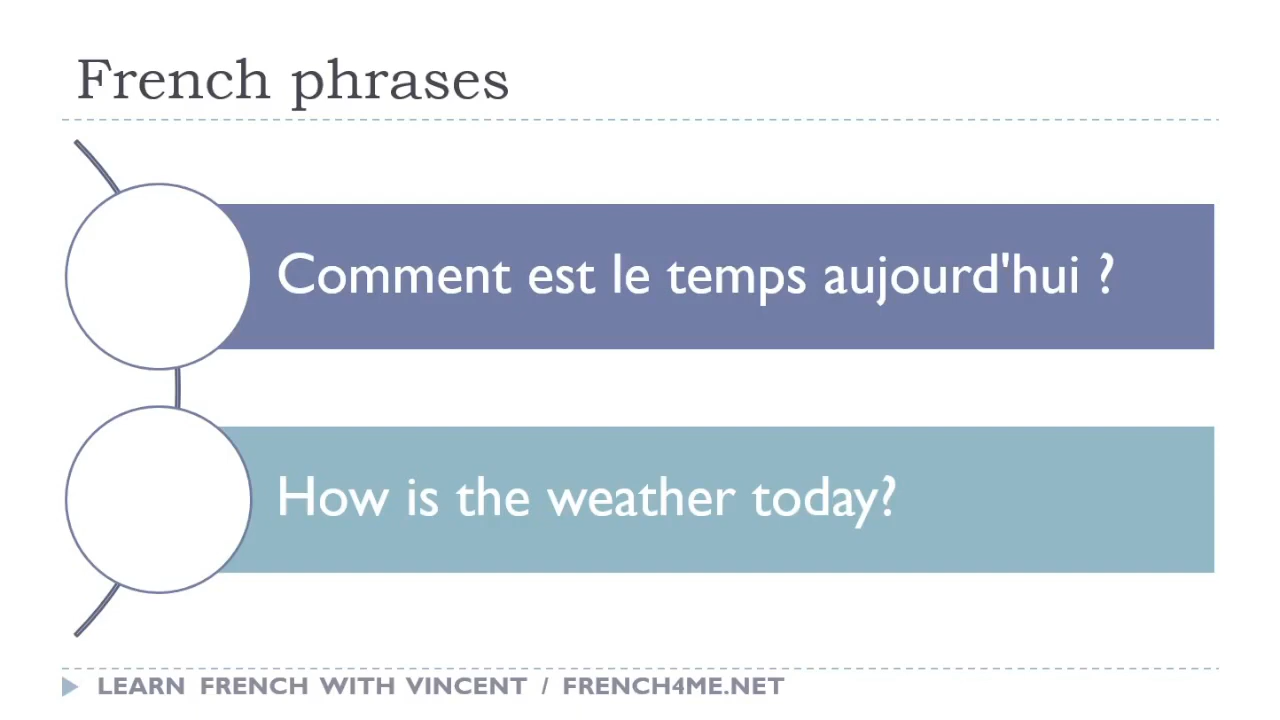 French phrases
Comment est le temps aujourd'hui ?
How is the weather today?
LEARN FRENCH WITH VINCENT / FRENCH4ME.NET